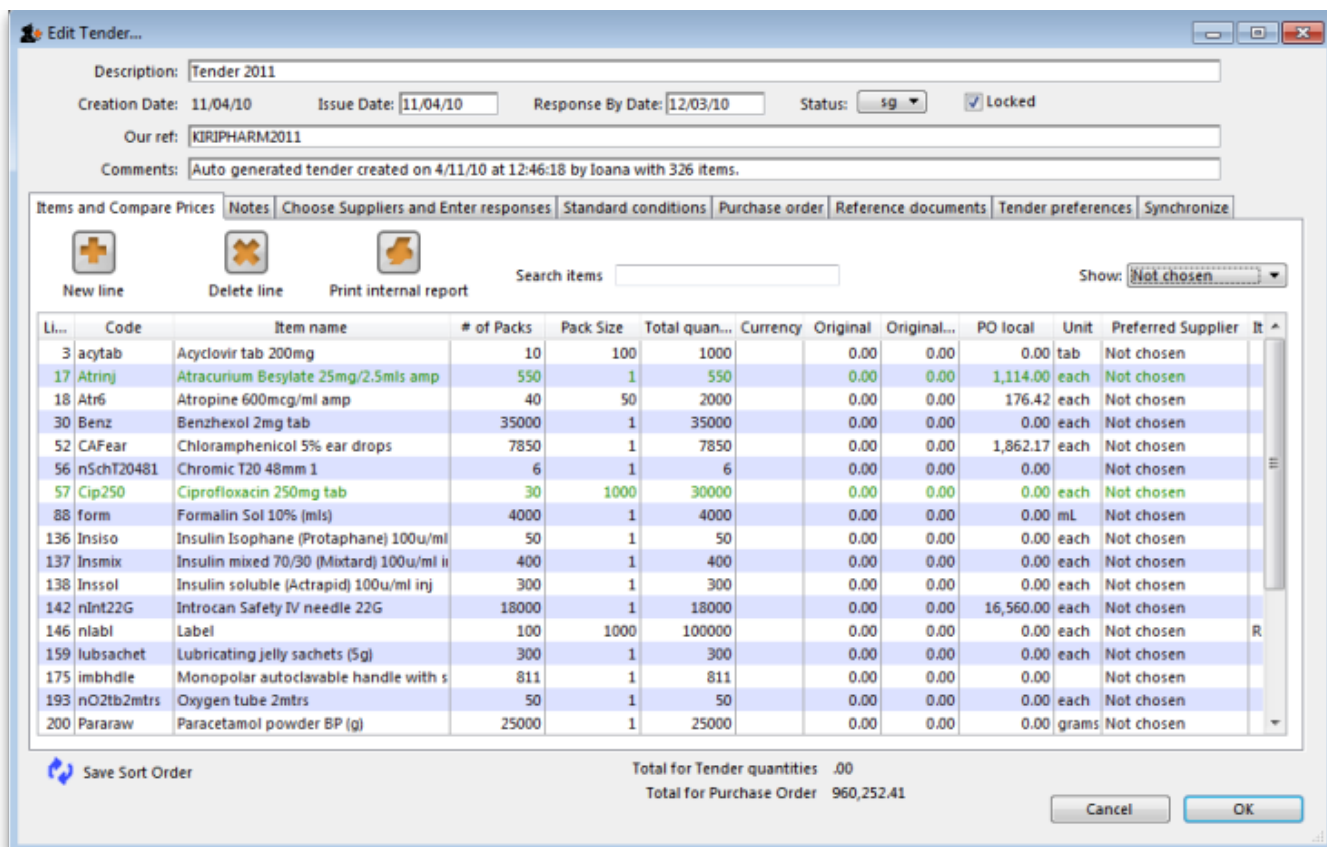 Edit Tender...
Description: Tender 2011
Creation Date: 11/04/10 Issue Date: 11/04/10 Response By Date: 12/03/10 Status: sg Locked
Our ref: KIRIPHARM2011
Comments: Auto generated tender created on 4/11/10 at 12:46:18 by Ioana with 326 items.
Items and Compare Prices Notes Choose Suppliers and Enter responses Standard conditions Purchase order Reference documents Tender preferences Synchronize
Search items Show: Not chosen
New line Delete line Print internal report
Li... Code Item name # of Packs Pack Size Total quan... Currency Original Original... PO local Unit Preferred Supplier It
3 acytab Acyclovir tab 200mg 10 100 1000 0.00 0.00 0.00 tab Not chosen
17 Atrinj Atracurium Besylate 25mg/2.5mls amp 550 1 550 0.00 0.00 1,114.00 each Not chosen
18 Atr6 Atropine 600mcg/ml amp 40 50 2000 0.00 0.00 176.42 each Not chosen
30 Benz Benzhexol 2mg tab 35000 1 35000 0.00 0.00 0.00 each Not chosen
52 CAFear Chloramphenicol 5% ear drops 7850 1 7850 0.00 0.00 1,862.17 each Not chosen
56 nSchT20481 Chromic T20 48mm 1 6 1 6 0.00 0.00 0.00 Not chosen
57 Cip250 Ciprofloxacin 250mg tab 30 1000 30000 0.00 0.00 0.00 each Not chosen
88 form Formalin Sol 10% (mls) 4000 1 4000 0.00 0.00 0.00 mL Not chosen
136 Insiso Insulin Isophane (Protaphane) 100u/ml 50 1 50 0.00 0.00 0.00 each Not chosen
137 Insmix Insulin mixed 70/30 (Mixtard) 100u/ml i 400 1 400 0.00 0.00 0.00 each Not chosen
138 Inssol Insulin soluble (Actrapid) 100u/ml inj 300 1 300 0.00 0.00 0.00 each Not chosen
142 nInt22G Introcan Safety IV needle 22G 18000 1 18000 0.00 0.00 16,560.00 each Not chosen
146 nlabl Label 100 1000 100000 0.00 0.00 0.00 each Not chosen R
159 lubsachet Lubricating jelly sachets (5g) 300 1 300 0.00 0.00 0.00 each Not chosen
175 imbhdle Monopolar autoclavable handle with s 811 1 811 0.00 0.00 0.00 Not chosen
193 nO2tb2mtrs Oxygen tube 2mtrs 50 1 50 0.00 0.00 0.00 each Not chosen
200 Pararaw Paracetamol powder BP (g) 25000 1 25000 0.00 0.00 0.00 grams Not chosen
Save Sort Order Total for Tender quantities .00
Total for Purchase Order 960,252.41
Cancel OK